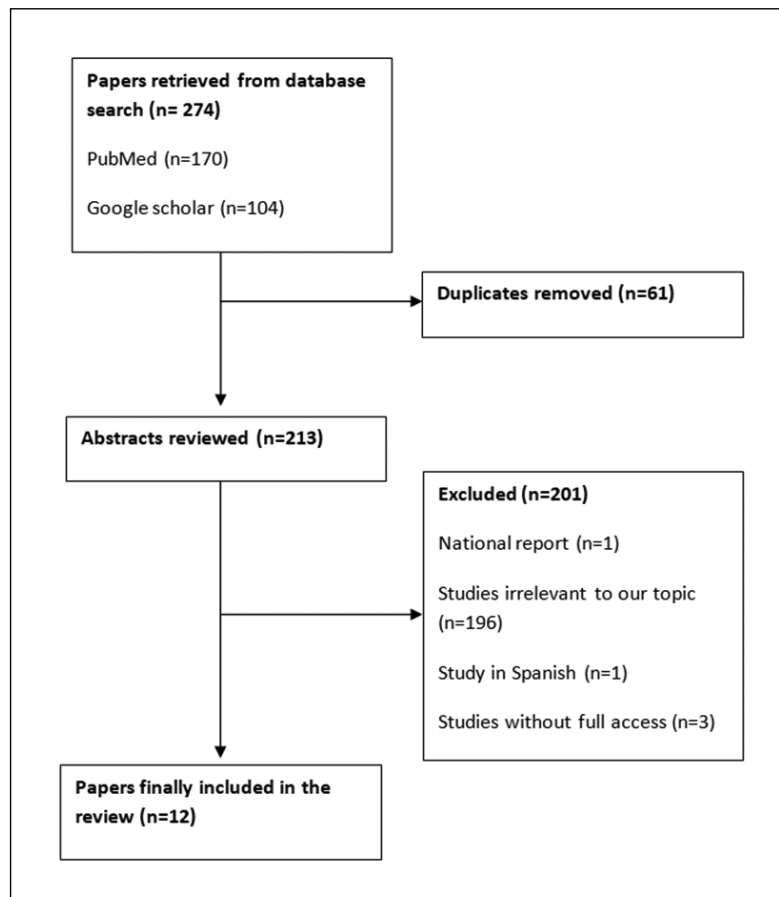 Papers retrieved from database
search (n= 274)
PubMed (n=170)
Google scholar (n=104)
Duplicates removed (n=61)
Abstracts reviewed (n=213)
Excluded (n=201)
National report (n=1)
Studies irrelevant to our topic
(n=196)
Study in Spanish (n=1)
Studies without full access (n=3)
Papers finally included in the
review (n=12)